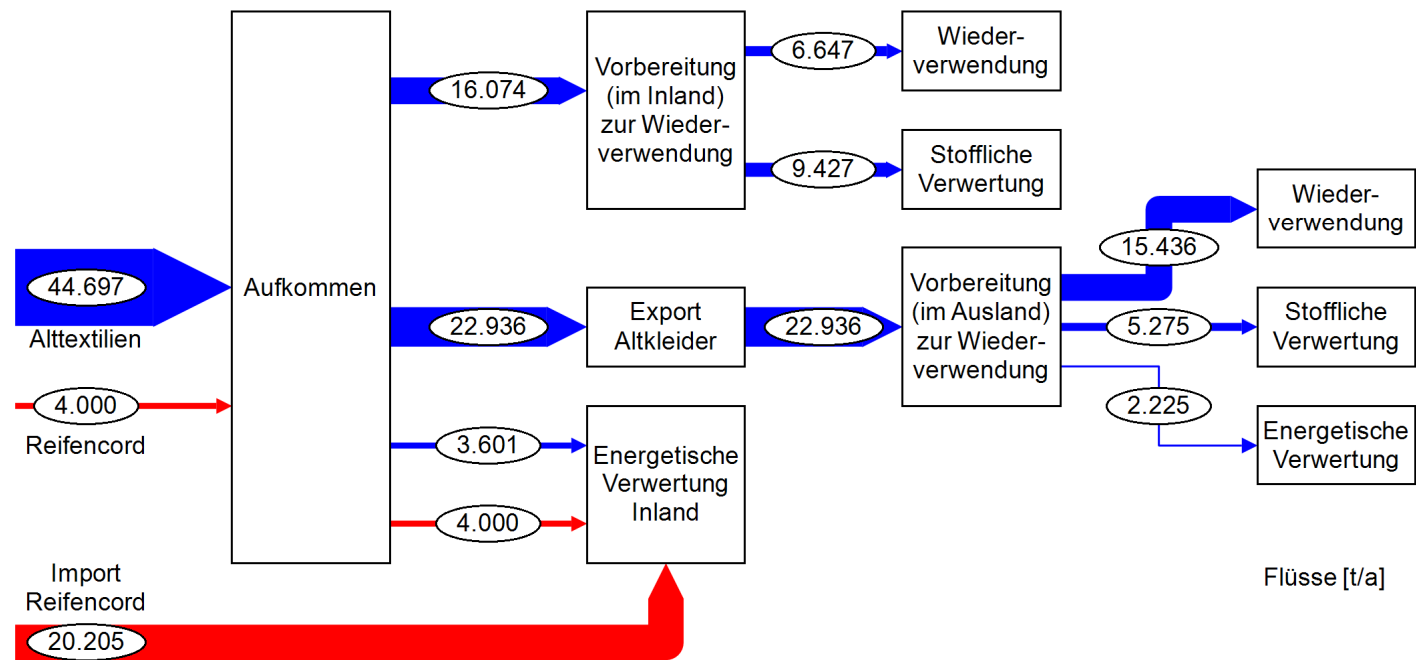 44.697
Alttextilien
4.000
Reifencord
Import
Reifencord
20.205
Aufkommen
16.074
22.936
3.601
4.000
Vorbereitung
(im Inland)
zur Wieder-
verwendung
Export
Altkleider
Energetische
Verwertung
Inland
6.647
9.427
22.936
Wieder-
verwendung
Stoffliche
Verwertung
Vorbereitung
(im Ausland)
zur Wieder-
verwendung
15.436
5.275
2.225
Wieder-
verwendung
Stoffliche
Verwertung
Energetische
Verwertung
Flüsse [t/a]